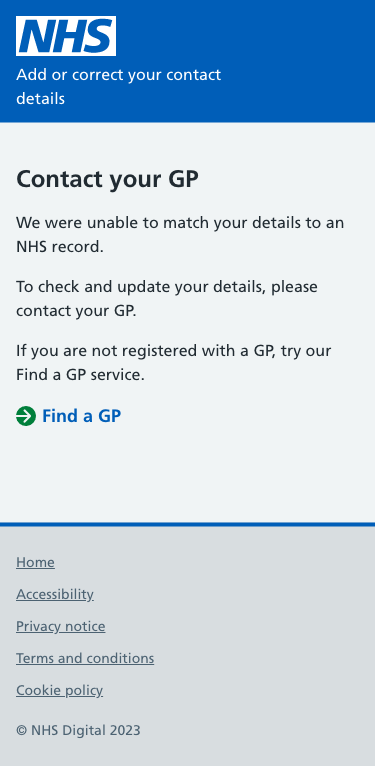 NHS
Add or correct your contact
details
Contact your GP
We were unable to match your details to an
NHS record.
To check and update your details, please
contact your GP.
If you are not registered with a GP, try our
Find a GP service.
Find a GP
Home
Accessibility
Privacy notice
Terms and conditions
Cookie policy
© NHS Digital 2023